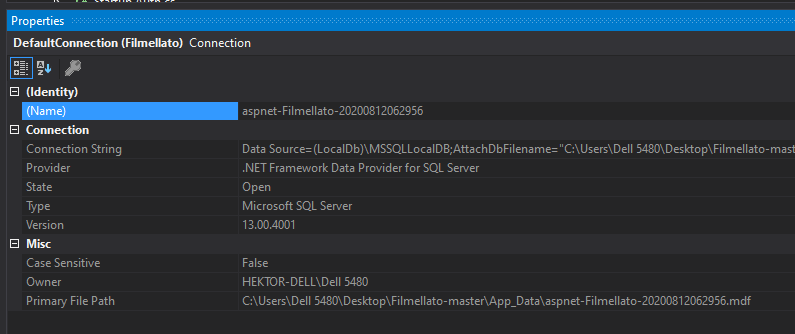 Properties
DefaultConnection (Filmellato) Connection
(Identity)
(Name) aspnet-Filmellato-20200812062956
Connection
Connection String Data Source=(LocalDb)\MSSQLLocalDB;AttachDbFilename="C:\Users\Dell 5480\Desktop\Filmellato-mast
Provider .NET Framework Data Provider for SQL Server
State Open
Type Microsoft SQL Server
Version 13.00.4001
Misc
Case Sensitive False
Owner HEKTOR-DELL\Dell 5480
Primary File Path C:\Users\Dell 5480\Desktop\Filmellato-master\App_Data\aspnet-Filmellato-20200812062956.mdf